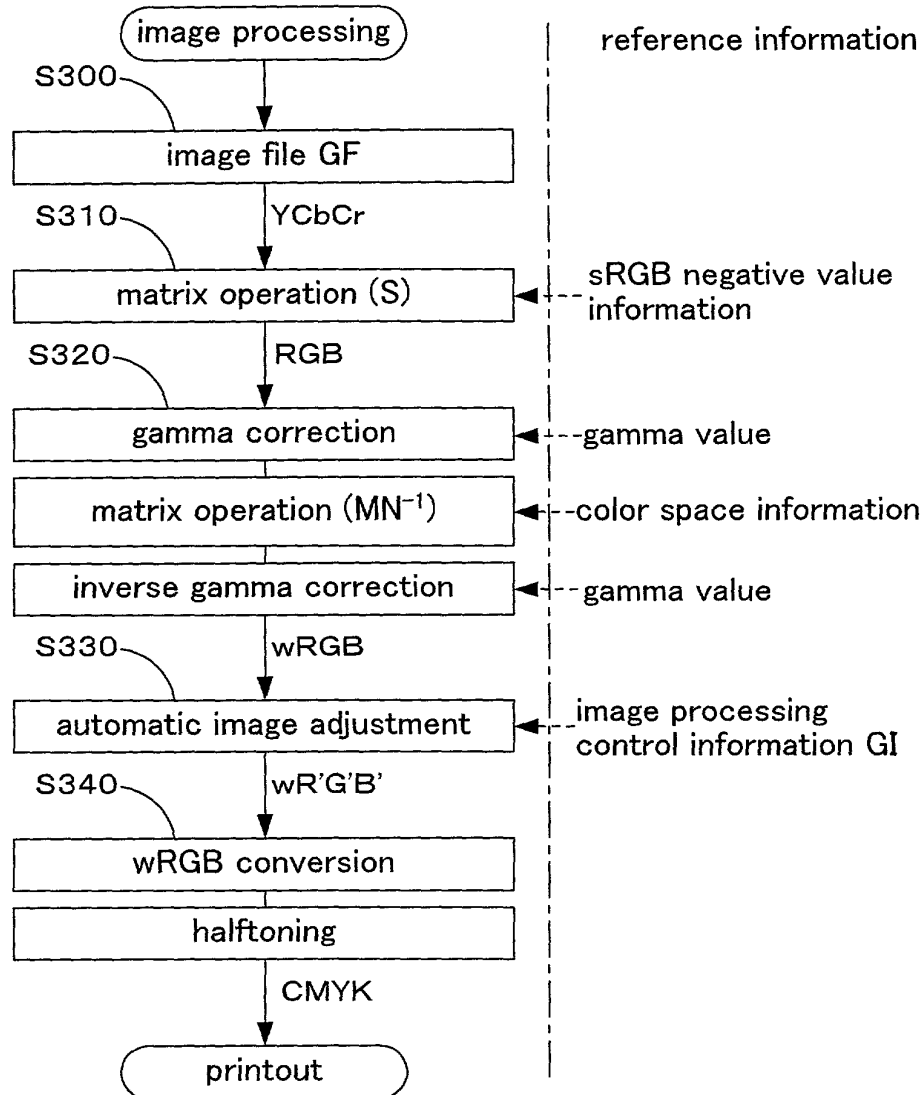 image processing
reference information
S300
image file GF
YCbCr
S310
matrix operation (S)
sRGB negative value
information
RGB
S320
gamma correction
gamma value
matrix operation (MN⁻¹)
color space information
inverse gamma correction
gamma value
wRGB
S330
automatic image adjustment
image processing
control information GI
wR'G'B'
S340
wRGB conversion
halftoning
CMYK
printout